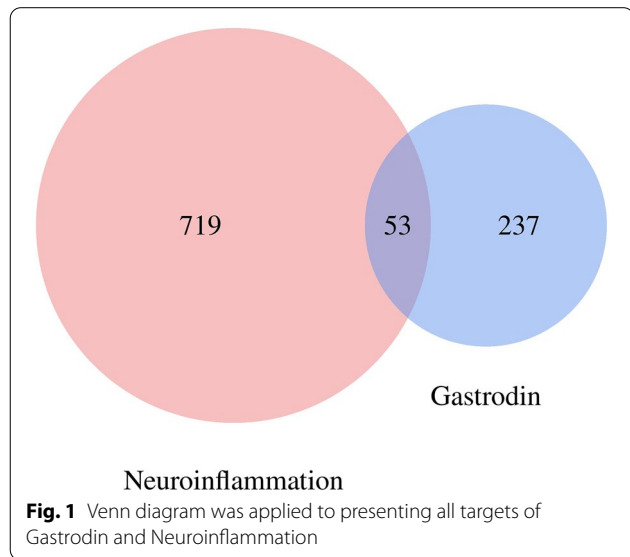 719 53 237
Gastrodin
Neuroinflammation
Fig. 1 Venn diagram was applied to presenting all targets of
Gastrodin and Neuroinflammation